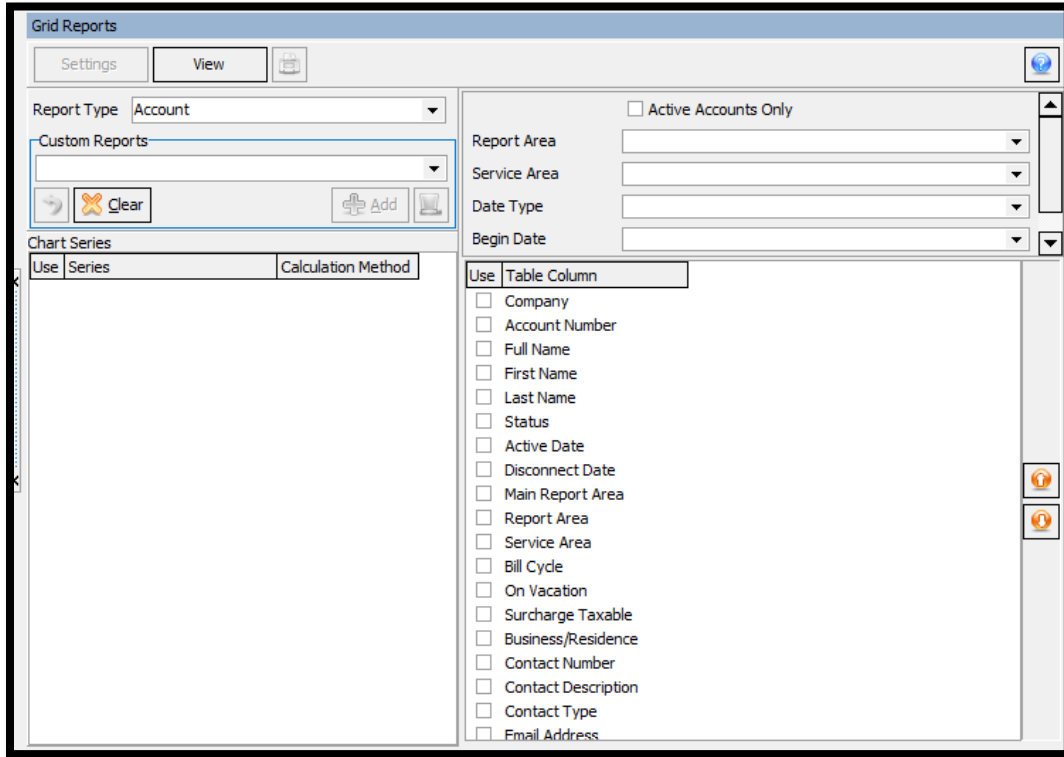 Grid Reports
Settings View
Report Type Account
Custom Reports
Clear Add
Chart Series
Use Series Calculation Method
Active Accounts Only
Report Area
Service Area
Date Type
Begin Date
Use Table Column
Company
Account Number
Full Name
First Name
Last Name
Status
Active Date
Disconnect Date
Main Report Area
Report Area
Service Area
Bill Cycle
On Vacation
Surcharge Taxable
Business/Residence
Contact Number
Contact Description
Contact Type
Email Address